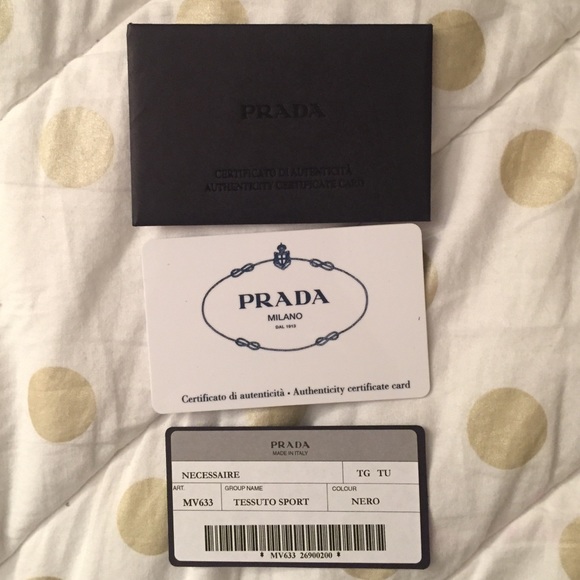 PRADA
CERTIFICATO DI AUTENTICITÀ
AUTHENTICITY CERTIFICATE CARD
PRADA
MILANO
DAL 1913
Certificato di autenticità • Authenticity certificate card
PRADA
MADE IN ITALY
NECESSAIRE TG TU
ART. GROUP NAME COLOUR
MV633 TESSUTO SPORT NERO
* MV633 26900200 *